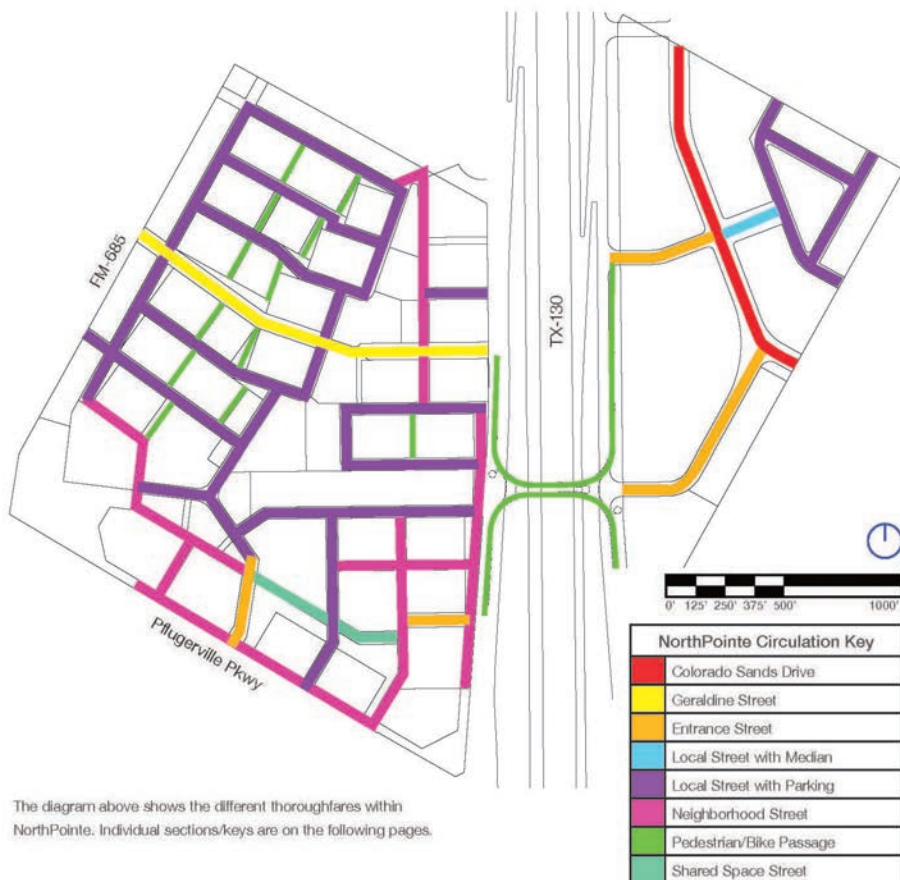 FM-685
TX-130
Pflugerville Pkwy
0' 125' 250' 375' 500' 1000'
NorthPointe Circulation Key
Colorado Sands Drive
Geraldine Street
Entrance Street
Local Street with Median
Local Street with Parking
Neighborhood Street
Pedestrian/Bike Passage
Shared Space Street
The diagram above shows the different thoroughfares within
NorthPointe. Individual sections/keys are on the following pages.